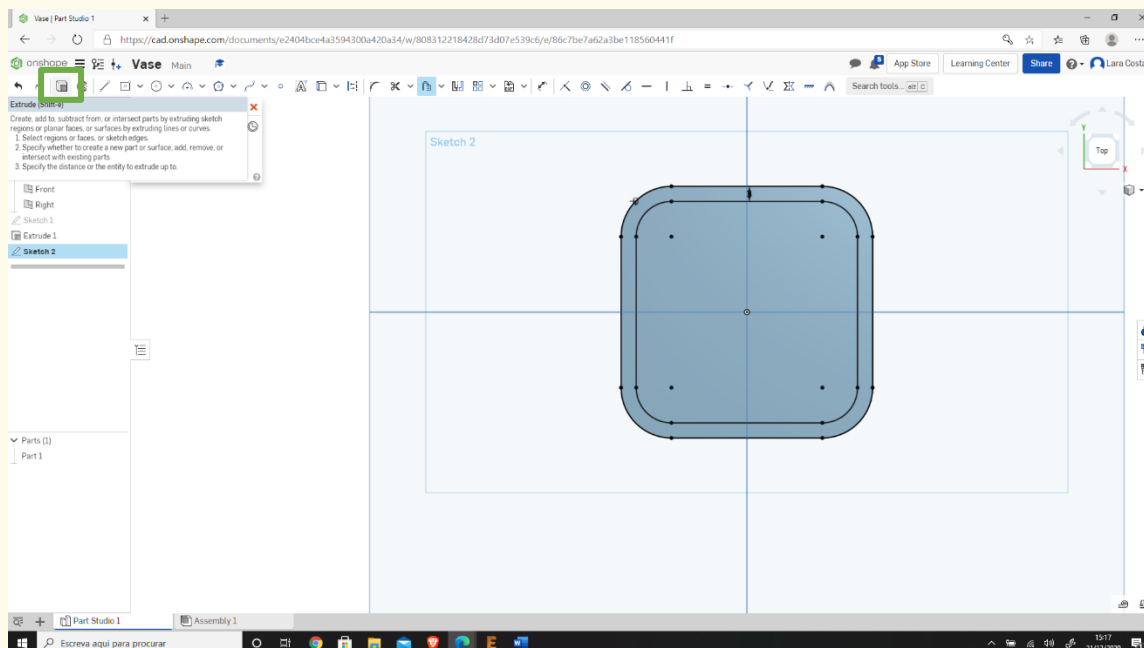 Vase | Part Studio 1
https://cad.onshape.com/documents/e2404bce4a3594300a420a34/w/808312218428d73d07e539c6/e/86c7be7a62a3be118560441f
onshape Vase Main App Store Learning Center Share Lara Costa
Search tools... alt C
Extrude (Shift-e)
Create, add to, subtract from, or intersect parts by extruding sketch
regions or planar faces, or surfaces by extruding lines or curves.
1. Select regions or faces, or sketch edges.
2. Specify whether to create a new part or surface, add, remove, or
intersect with existing parts
3. Specify the distance or the entity to extrude up to.
Front
Right
Sketch 1
Extrude 1
Sketch 2
Sketch 2
Y
Top
X
Parts (1)
Part 1
Part Studio 1 Assembly 1
Escreva aqui para procurar
15:17